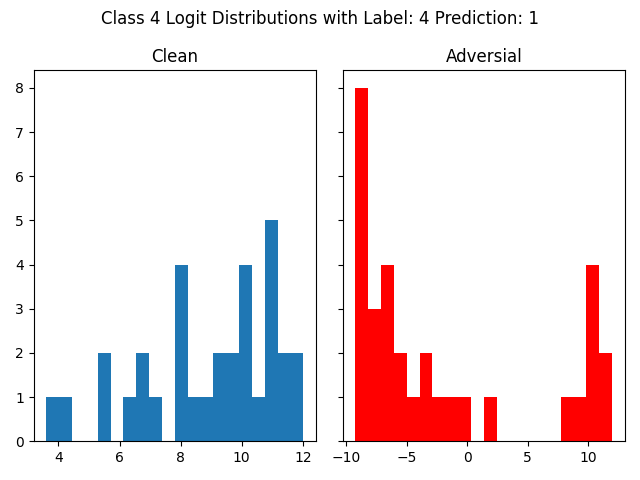 Class 4 Logit Distributions with Label: 4 Prediction: 1
Clean
Adversial
8
7
6
5
4
3
2
1
0
4 6 8 10 12
−10 −5 0 5 10